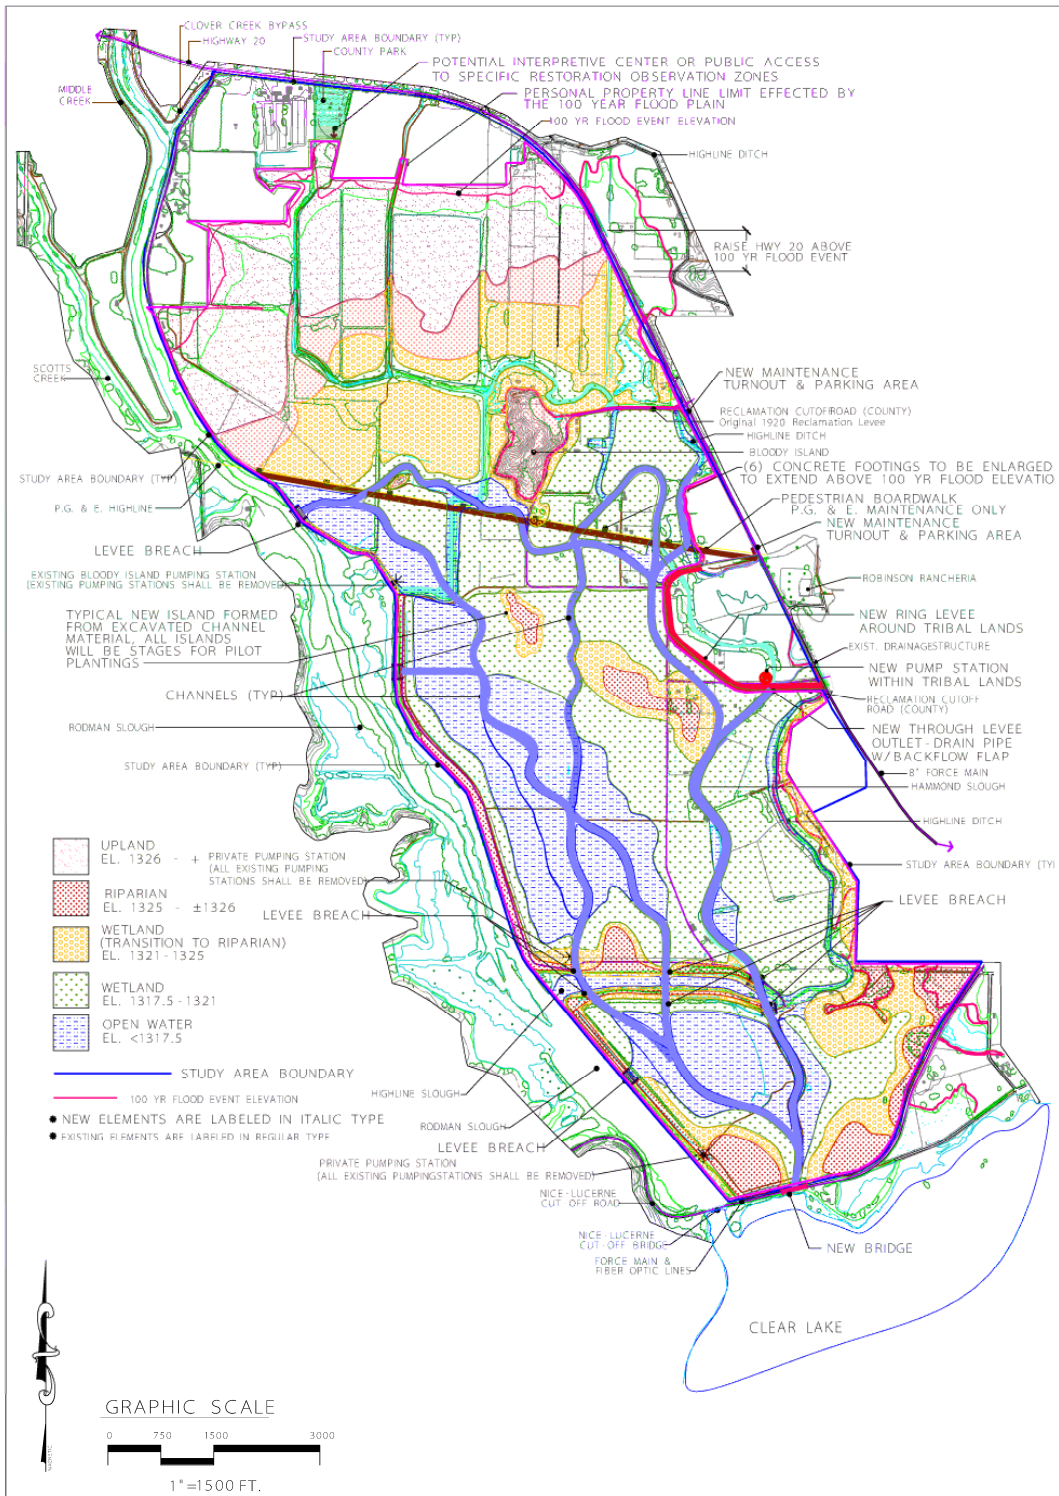 CLOVER CREEK BYPASS
HIGHWAY 20
STUDY AREA BOUNDARY (TYP)
COUNTY PARK
POTENTIAL INTERPRETIVE CENTER OR PUBLIC ACCESS
TO SPECIFIC RESTORATION OBSERVATION ZONES
MIDDLE
CREEK
PERSONAL PROPERTY LINE LIMIT EFFECTED BY
THE 100 YEAR FLOOD PLAIN
100 YR FLOOD EVENT ELEVATION
HIGHLINE DITCH
RAISE HWY 20 ABOVE
100 YR FLOOD EVENT
SCOTTS
CREEK
NEW MAINTENANCE
TURNOUT & PARKING AREA
RECLAMATION CUTOFFROAD (COUNTY)
Original 1920 Reclamation Levee
HIGHLINE DITCH
BLOODY ISLAND
(6) CONCRETE FOOTINGS TO BE ENLARGED
TO EXTEND ABOVE 100 YR FLOOD ELEVATIO
STUDY AREA BOUNDARY (TYP)
P.G. & E. HIGHLINE
PEDESTRIAN BOARDWALK
P.G. & E. MAINTENANCE ONLY
NEW MAINTENANCE
TURNOUT & PARKING AREA
LEVEE BREACH
EXISTING BLOODY ISLAND PUMPING STATION
(EXISTING PUMPING STATIONS SHALL BE REMOVED)
ROBINSON RANCHERIA
TYPICAL NEW ISLAND FORMED
FROM EXCAVATED CHANNEL
MATERIAL, ALL ISLANDS
WILL BE STAGES FOR PILOT
PLANTINGS
NEW RING LEVEE
AROUND TRIBAL LANDS
EXIST. DRAINAGESTRUCTURE
NEW PUMP STATION
WITHIN TRIBAL LANDS
CHANNELS (TYP)
RECLAMATION CUTOFF
ROAD (COUNTY)
RODMAN SLOUGH
NEW THROUGH LEVEE
OUTLET-DRAIN PIPE
W/BACKFLOW FLAP
STUDY AREA BOUNDARY (TYP)
8" FORCE MAIN
HAMMOND SLOUGH
HIGHLINE DITCH
UPLAND
EL. 1326 - +
PRIVATE PUMPING STATION
(ALL EXISTING PUMPING
STATIONS SHALL BE REMOVED)
STUDY AREA BOUNDARY (TY
RIPARIAN
EL. 1325 - ±1326
LEVEE BREACH
LEVEE BREACH
WETLAND
(TRANSITION TO RIPARIAN)
EL. 1321-1325
WETLAND
EL. 1317.5-1321
OPEN WATER
EL. <1317.5
STUDY AREA BOUNDARY
100 YR FLOOD EVENT ELEVATION
HIGHLINE SLOUGH
NEW ELEMENTS ARE LABELED IN ITALIC TYPE
EXISTING ELEMENTS ARE LABELED IN REGULAR TYPE
RODMAN SLOUGH
LEVEE BREACH
PRIVATE PUMPING STATION
(ALL EXISTING PUMPINGSTATIONS SHALL BE REMOVED)
NICE-LUCERNE
CUT OFF ROAD
NICE-LUCERNE
CUT-OFF BRIDGE
FORCE MAIN &
FIBER OPTIC LINES
NEW BRIDGE
CLEAR LAKE
MAGNETIC
GRAPHIC SCALE
0 750 1500 3000
1"=1500 FT.